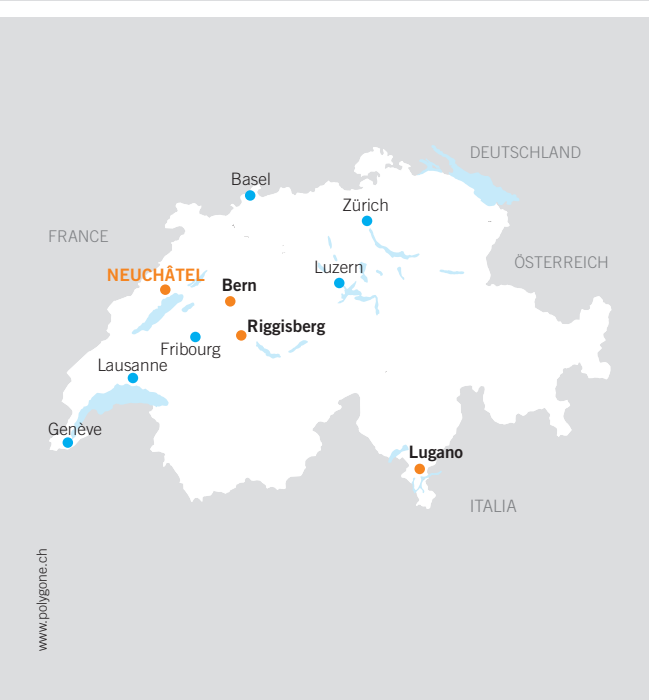 DEUTSCHLAND
Basel
Zürich
FRANCE
ÖSTERREICH
Luzern
NEUCHÂTEL
Bern
Riggisberg
Fribourg
Lausanne
Genève
Lugano
ITALIA
www.polygone.ch